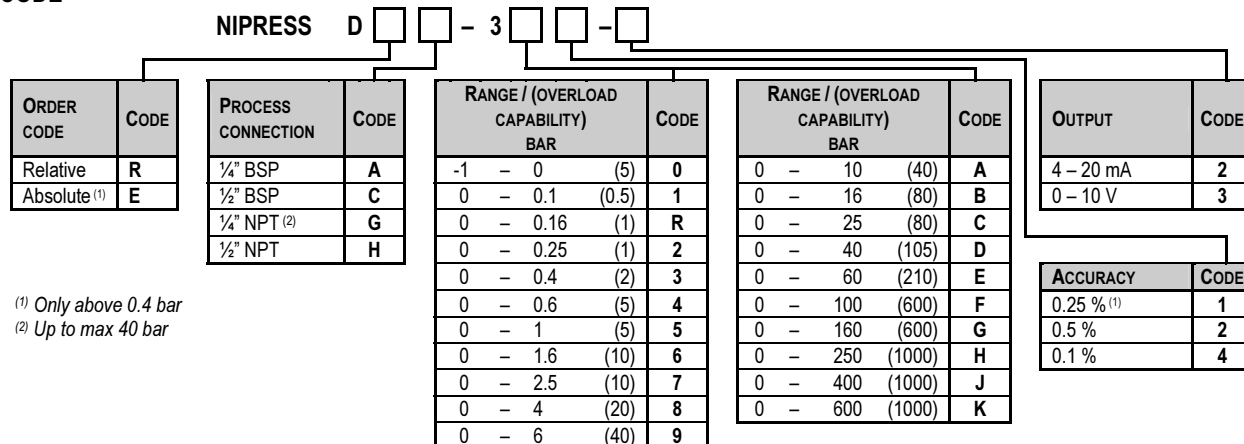 CODE
NIPRESS D – 3 –
ORDER CODE CODE
Relative R
Absolute (1) E
PROCESS CONNECTION CODE
¼" BSP A
½" BSP C
¼" NPT (2) G
½" NPT H
RANGE / (OVERLOAD CAPABILITY) BAR CODE
-1 – 0 (5) 0
0 – 0.1 (0.5) 1
0 – 0.16 (1) R
0 – 0.25 (1) 2
0 – 0.4 (2) 3
0 – 0.6 (5) 4
0 – 1 (5) 5
0 – 1.6 (10) 6
0 – 2.5 (10) 7
0 – 4 (20) 8
0 – 6 (40) 9
RANGE / (OVERLOAD CAPABILITY) BAR CODE
0 – 10 (40) A
0 – 16 (80) B
0 – 25 (80) C
0 – 40 (105) D
0 – 60 (210) E
0 – 100 (600) F
0 – 160 (600) G
0 – 250 (1000) H
0 – 400 (1000) J
0 – 600 (1000) K
OUTPUT CODE
4 – 20 mA 2
0 – 10 V 3
ACCURACY CODE
0.25 % (1) 1
0.5 % 2
0.1 % 4
(1) Only above 0.4 bar
(2) Up to max 40 bar